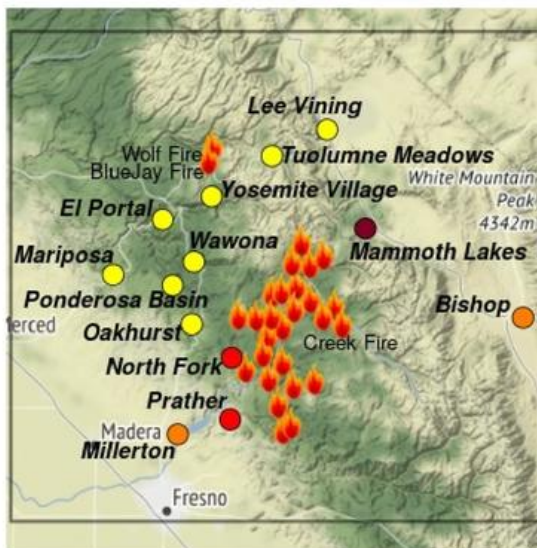 Lee Vining
Wolf Fire
Tuolumne Meadows
BlueJay Fire
White Mountain
Peak
4342m
Yosemite Village
El Portal
Wawona
Mariposa
Mammoth Lakes
Ponderosa Basin
Bishop
erced
Oakhurst
Creek Fire
North Fork
Prather
Madera
Millerton
Fresno